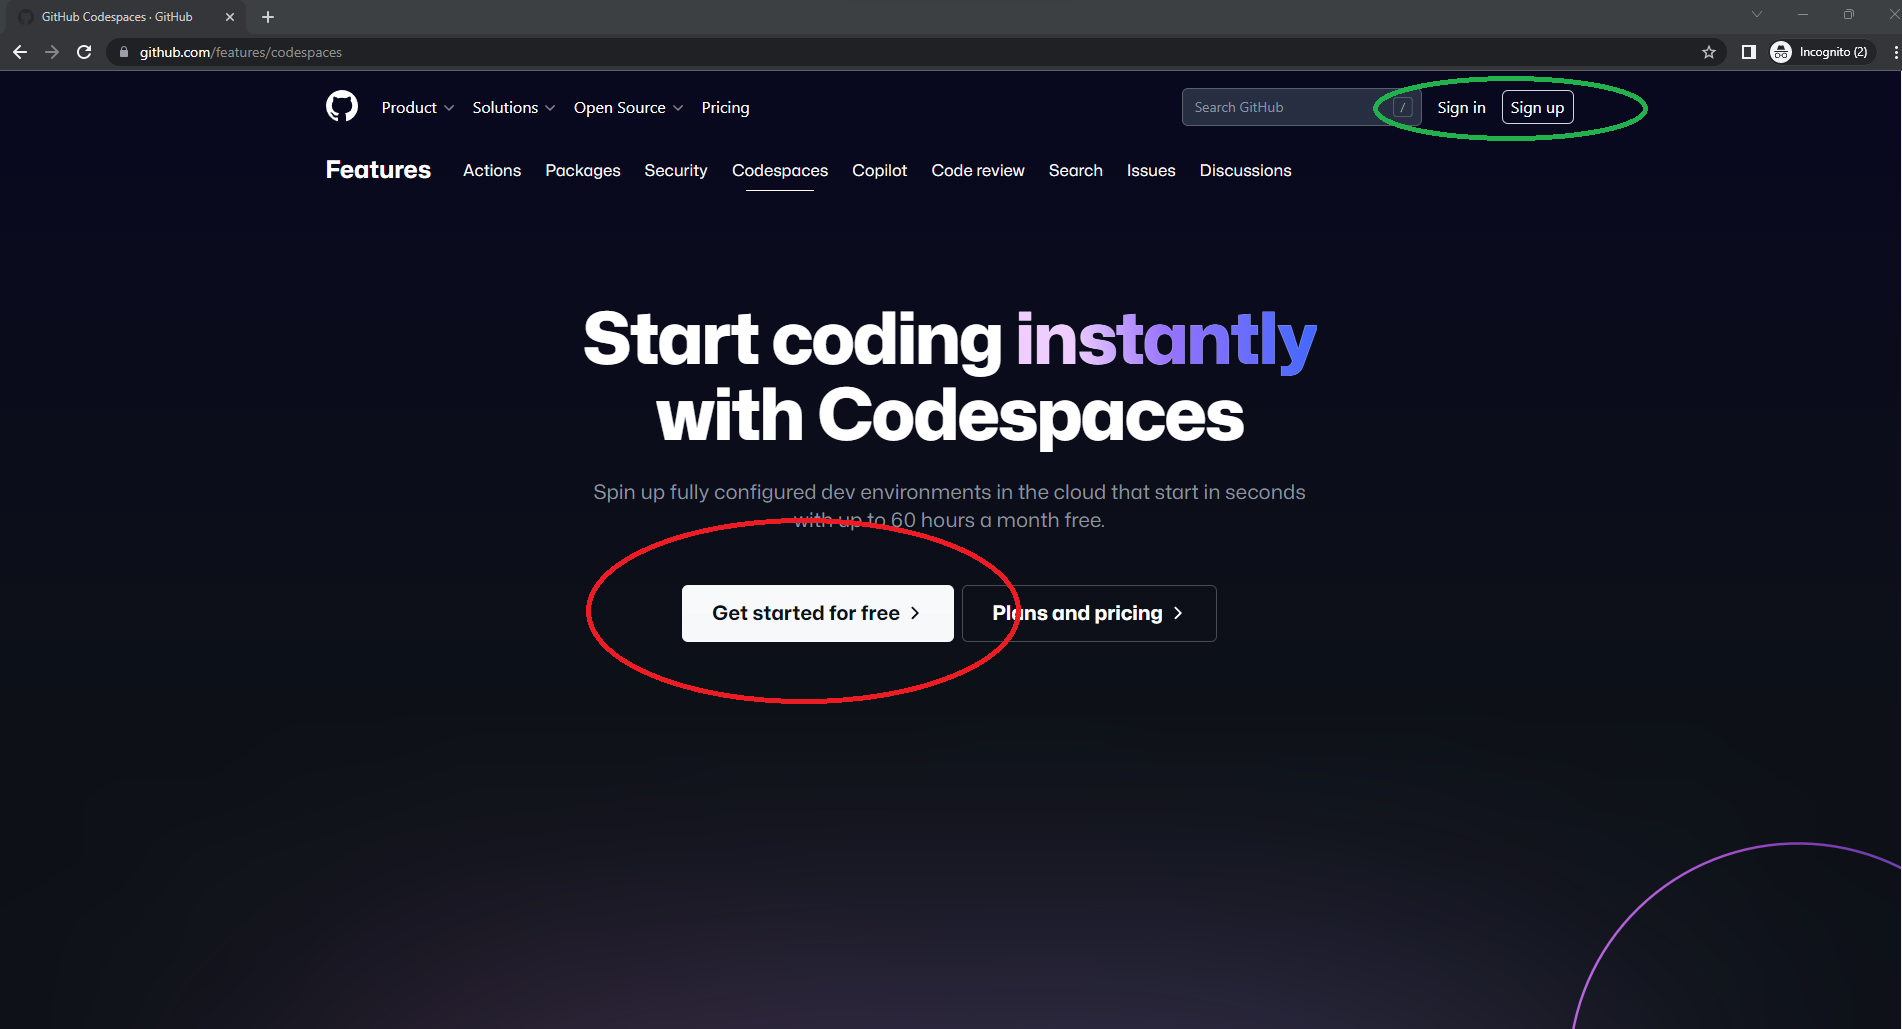 GitHub Codespaces · GitHub
github.com/features/codespaces
Incognito (2)
Product Solutions Open Source Pricing
Search GitHub /
Sign in Sign up
Features Actions Packages Security Codespaces Copilot Code review Search Issues Discussions
Start coding instantly
with Codespaces
Spin up fully configured dev environments in the cloud that start in seconds
with up to 60 hours a month free.
Get started for free
Plans and pricing